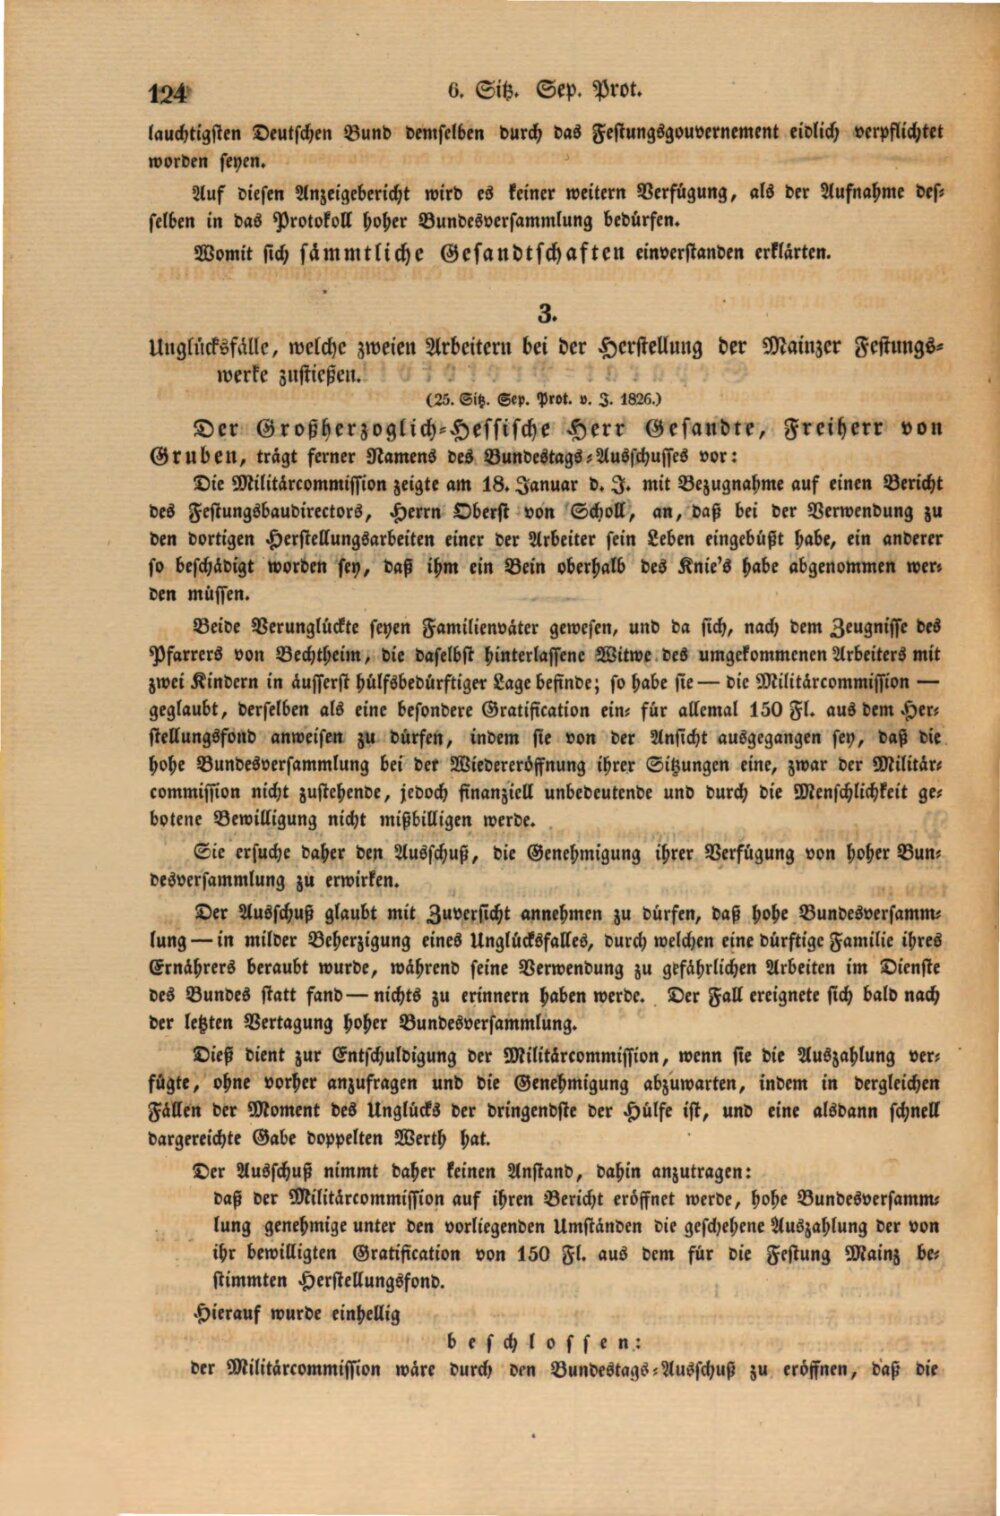 124
6. Sitz. Sep. Prot.
lauchtigsten Deutschen Bund demselben durch das Festungsgouvernement eidlich verpflichtet
worden seyen.
Auf diesen Anzeigebericht wird es keiner weitern Verfügung, als der Aufnahme des-
selben in das Protokoll hoher Bundesversammlung bedürfen.
Womit sich sämmtliche Gesandtschaften einverstanden erklärten.
3.
Unglücksfälle, welche zweien Arbeitern bei der Herstellung der Mainzer Festungs-
werke zustießen.
(25. Sitz. Sep. Prot. v. J. 1826.)
Der Großherzoglich-Hessische Herr Gesandte, Freiherr von
Gruben, trägt ferner Namens des Bundestags-Ausschusses vor:
Die Militärcommission zeigte am 18. Januar d. J. mit Bezugnahme auf einen Bericht
des Festungsbaudirectors, Herrn Oberst von Scholl, an, daß bei der Verwendung zu
den dortigen Herstellungsarbeiten einer der Arbeiter sein Leben eingebüßt habe, ein anderer
so beschädigt worden sey, daß ihm ein Bein oberhalb des Knie's habe abgenommen wer-
den müssen.
Beide Verunglückte seyen Familienväter gewesen, und da sich, nach dem Zeugnisse des
Pfarrers von Bechtheim, die daselbst hinterlassene Witwe des umgekommenen Arbeiters mit
zwei Kindern in äusserst hülfsbedürftiger Lage befinde; so habe sie — die Militärcommission —
geglaubt, derselben als eine besondere Gratification ein- für allemal 150 Fl. aus dem Her-
stellungsfond anweisen zu dürfen, indem sie von der Ansicht ausgegangen sey, daß die
hohe Bundesversammlung bei der Wiedereröffnung ihrer Sitzungen eine, zwar der Militär-
commission nicht zustehende, jedoch finanziell unbedeutende und durch die Menschlichkeit ge-
botene Bewilligung nicht mißbilligen werde.
Sie ersuche daher den Ausschuß, die Genehmigung ihrer Verfügung von hoher Bun-
desversammlung zu erwirken.
Der Ausschuß glaubt mit Zuversicht annehmen zu dürfen, daß hohe Bundesversamm-
lung — in milder Beherzigung eines Unglücksfalles, durch welchen eine dürftige Familie ihres
Ernährers beraubt wurde, während seine Verwendung zu gefährlichen Arbeiten im Dienste
des Bundes statt fand — nichts zu erinnern haben werde. Der Fall ereignete sich bald nach
der letzten Vertagung hoher Bundesversammlung.
Dieß dient zur Entschuldigung der Militärcommission, wenn sie die Auszahlung ver-
fügte, ohne vorher anzufragen und die Genehmigung abzuwarten, indem in dergleichen
Fällen der Moment des Unglücks der dringendste der Hülfe ist, und eine alsdann schnell
dargereichte Gabe doppelten Werth hat.
Der Ausschuß nimmt daher keinen Anstand, dahin anzutragen:
daß der Militärcommission auf ihren Bericht eröffnet werde, hohe Bundesversamm-
lung genehmige unter den vorliegenden Umständen die geschehene Auszahlung der von
ihr bewilligten Gratification von 150 Fl. aus dem für die Festung Mainz be-
stimmten Herstellungsfond.
Hierauf wurde einhellig
beschlossen:
der Militärcommission wäre durch den Bundestags-Ausschuß zu eröffnen, daß die